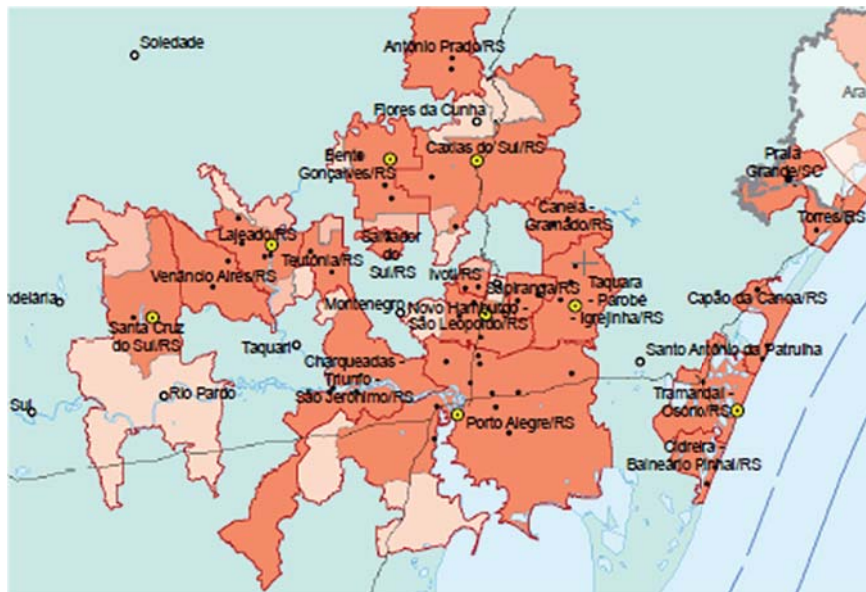 Soledade
Antônio Prado/RS
Ara
Flores da Cunha
Caxias do Sul/RS
Bento
Gonçalves/RS
Praia
Grande/SC
Canela -
Gramado/RS
Torres/RS
Lajeado/RS
Salvador
do
Sul/RS
Teutônia/RS
Ivoti/RS
Venâncio Aires/RS
Sapiranga/RS
Taquara
- Parobé
- Igrejinha/RS
ndelária
Montenegro
Novo Hamburgo -
São Leopoldo/RS
Capão da Canoa/RS
Santa Cruz
do Sul/RS
Taquari
Charqueadas -
Triunfo -
São Jerônimo/RS
Santo Antônio da Patrulha
Rio Pardo
Tramandaí -
Osório/RS
Sul
Porto Alegre/RS
Cidreira -
Balneário Pinhal/RS